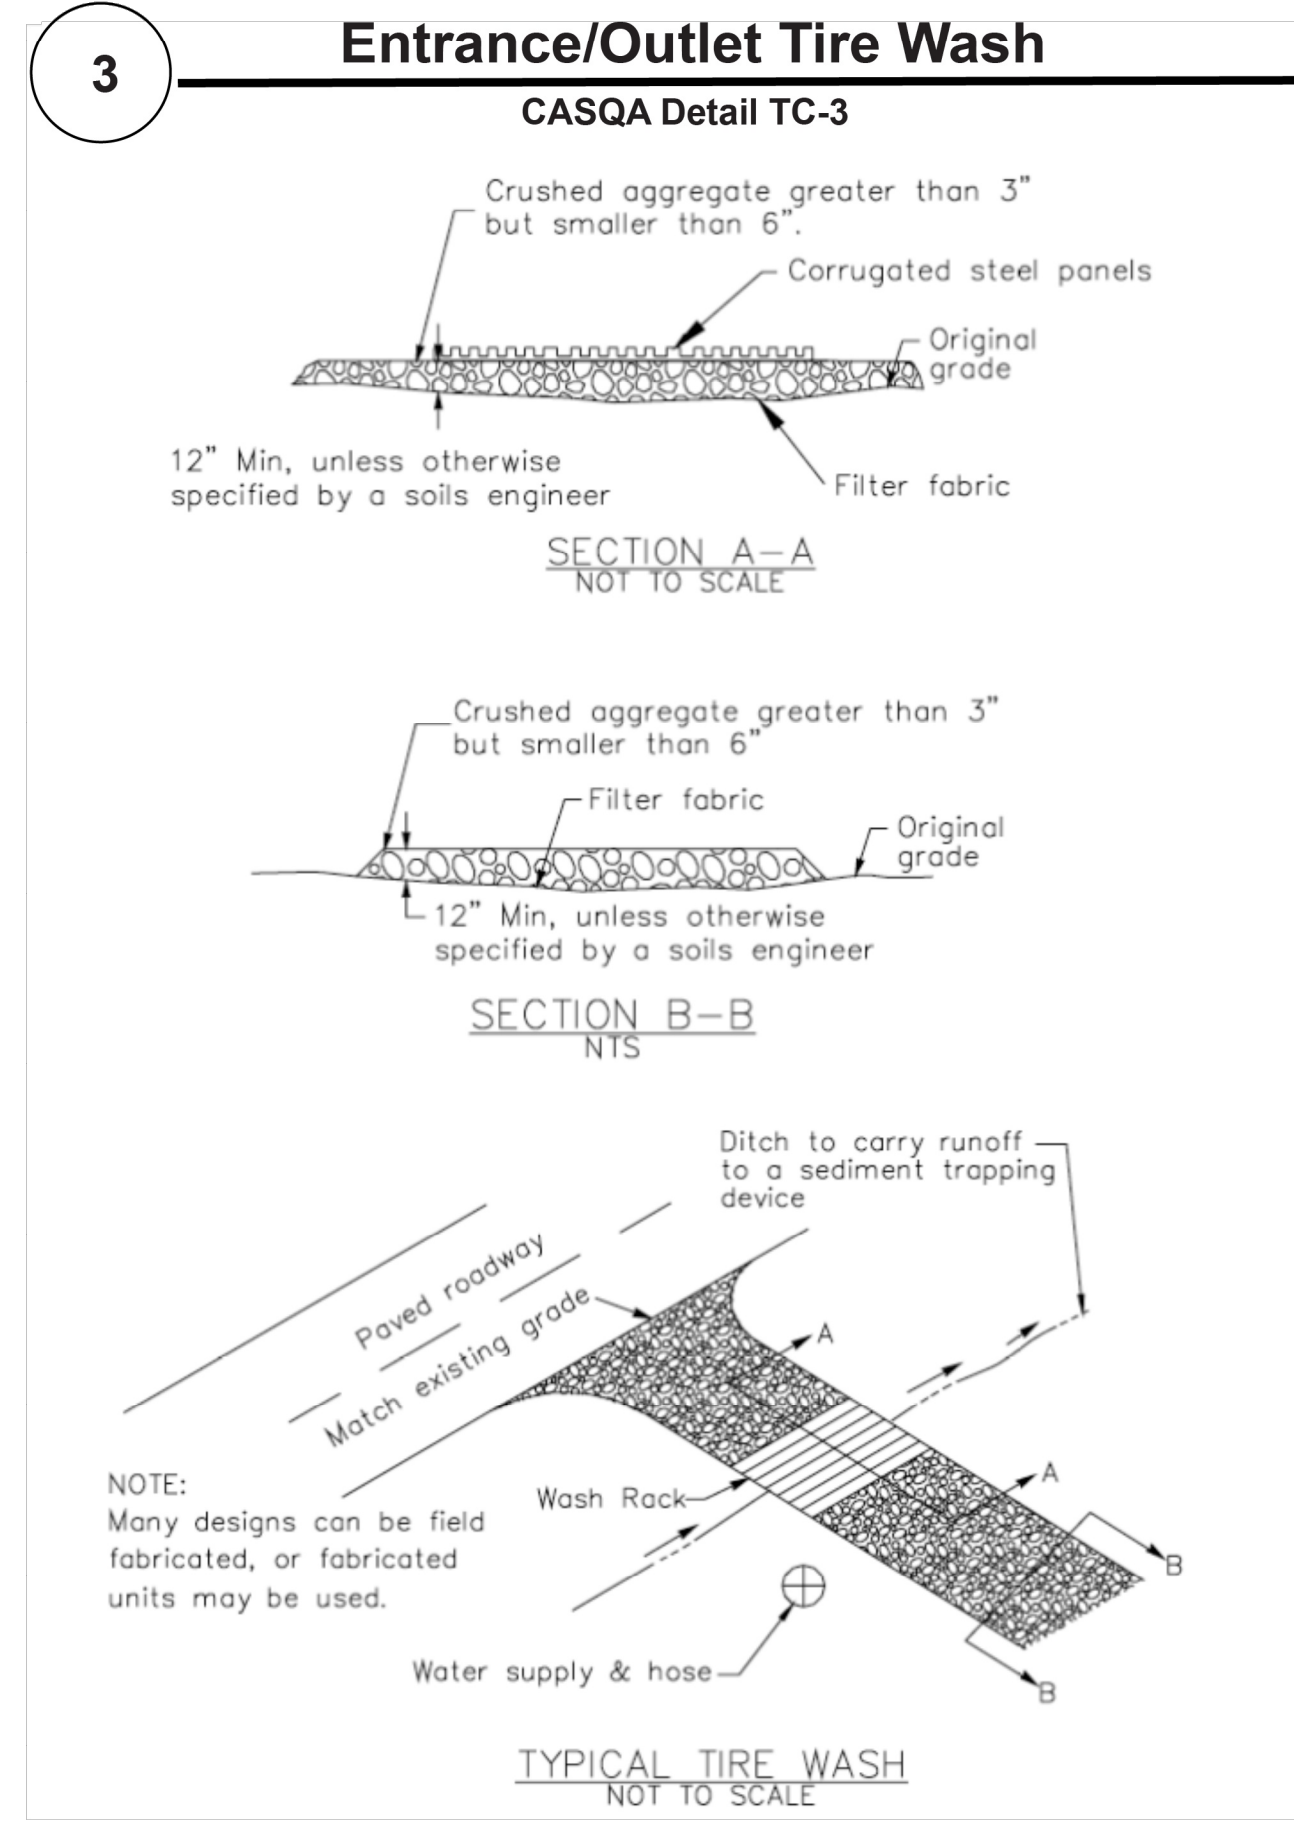 3
Entrance/Outlet Tire Wash
CASQA Detail TC-3
Crushed aggregate greater than 3”
but smaller than 6”.
Corrugated steel panels
Original
grade
12” Min, unless otherwise
specified by a soils engineer
Filter fabric
SECTION A-A
NOT TO SCALE
Crushed aggregate greater than 3”
but smaller than 6”
Filter fabric
Original
grade
12” Min, unless otherwise
specified by a soils engineer
SECTION B-B
NTS
Ditch to carry runoff
to a sediment trapping
device
Paved roadway
Match existing grade
A
A
NOTE:
Many designs can be field
fabricated, or fabricated
units may be used.
Wash Rack
B
Water supply & hose
B
TYPICAL TIRE WASH
NOT TO SCALE